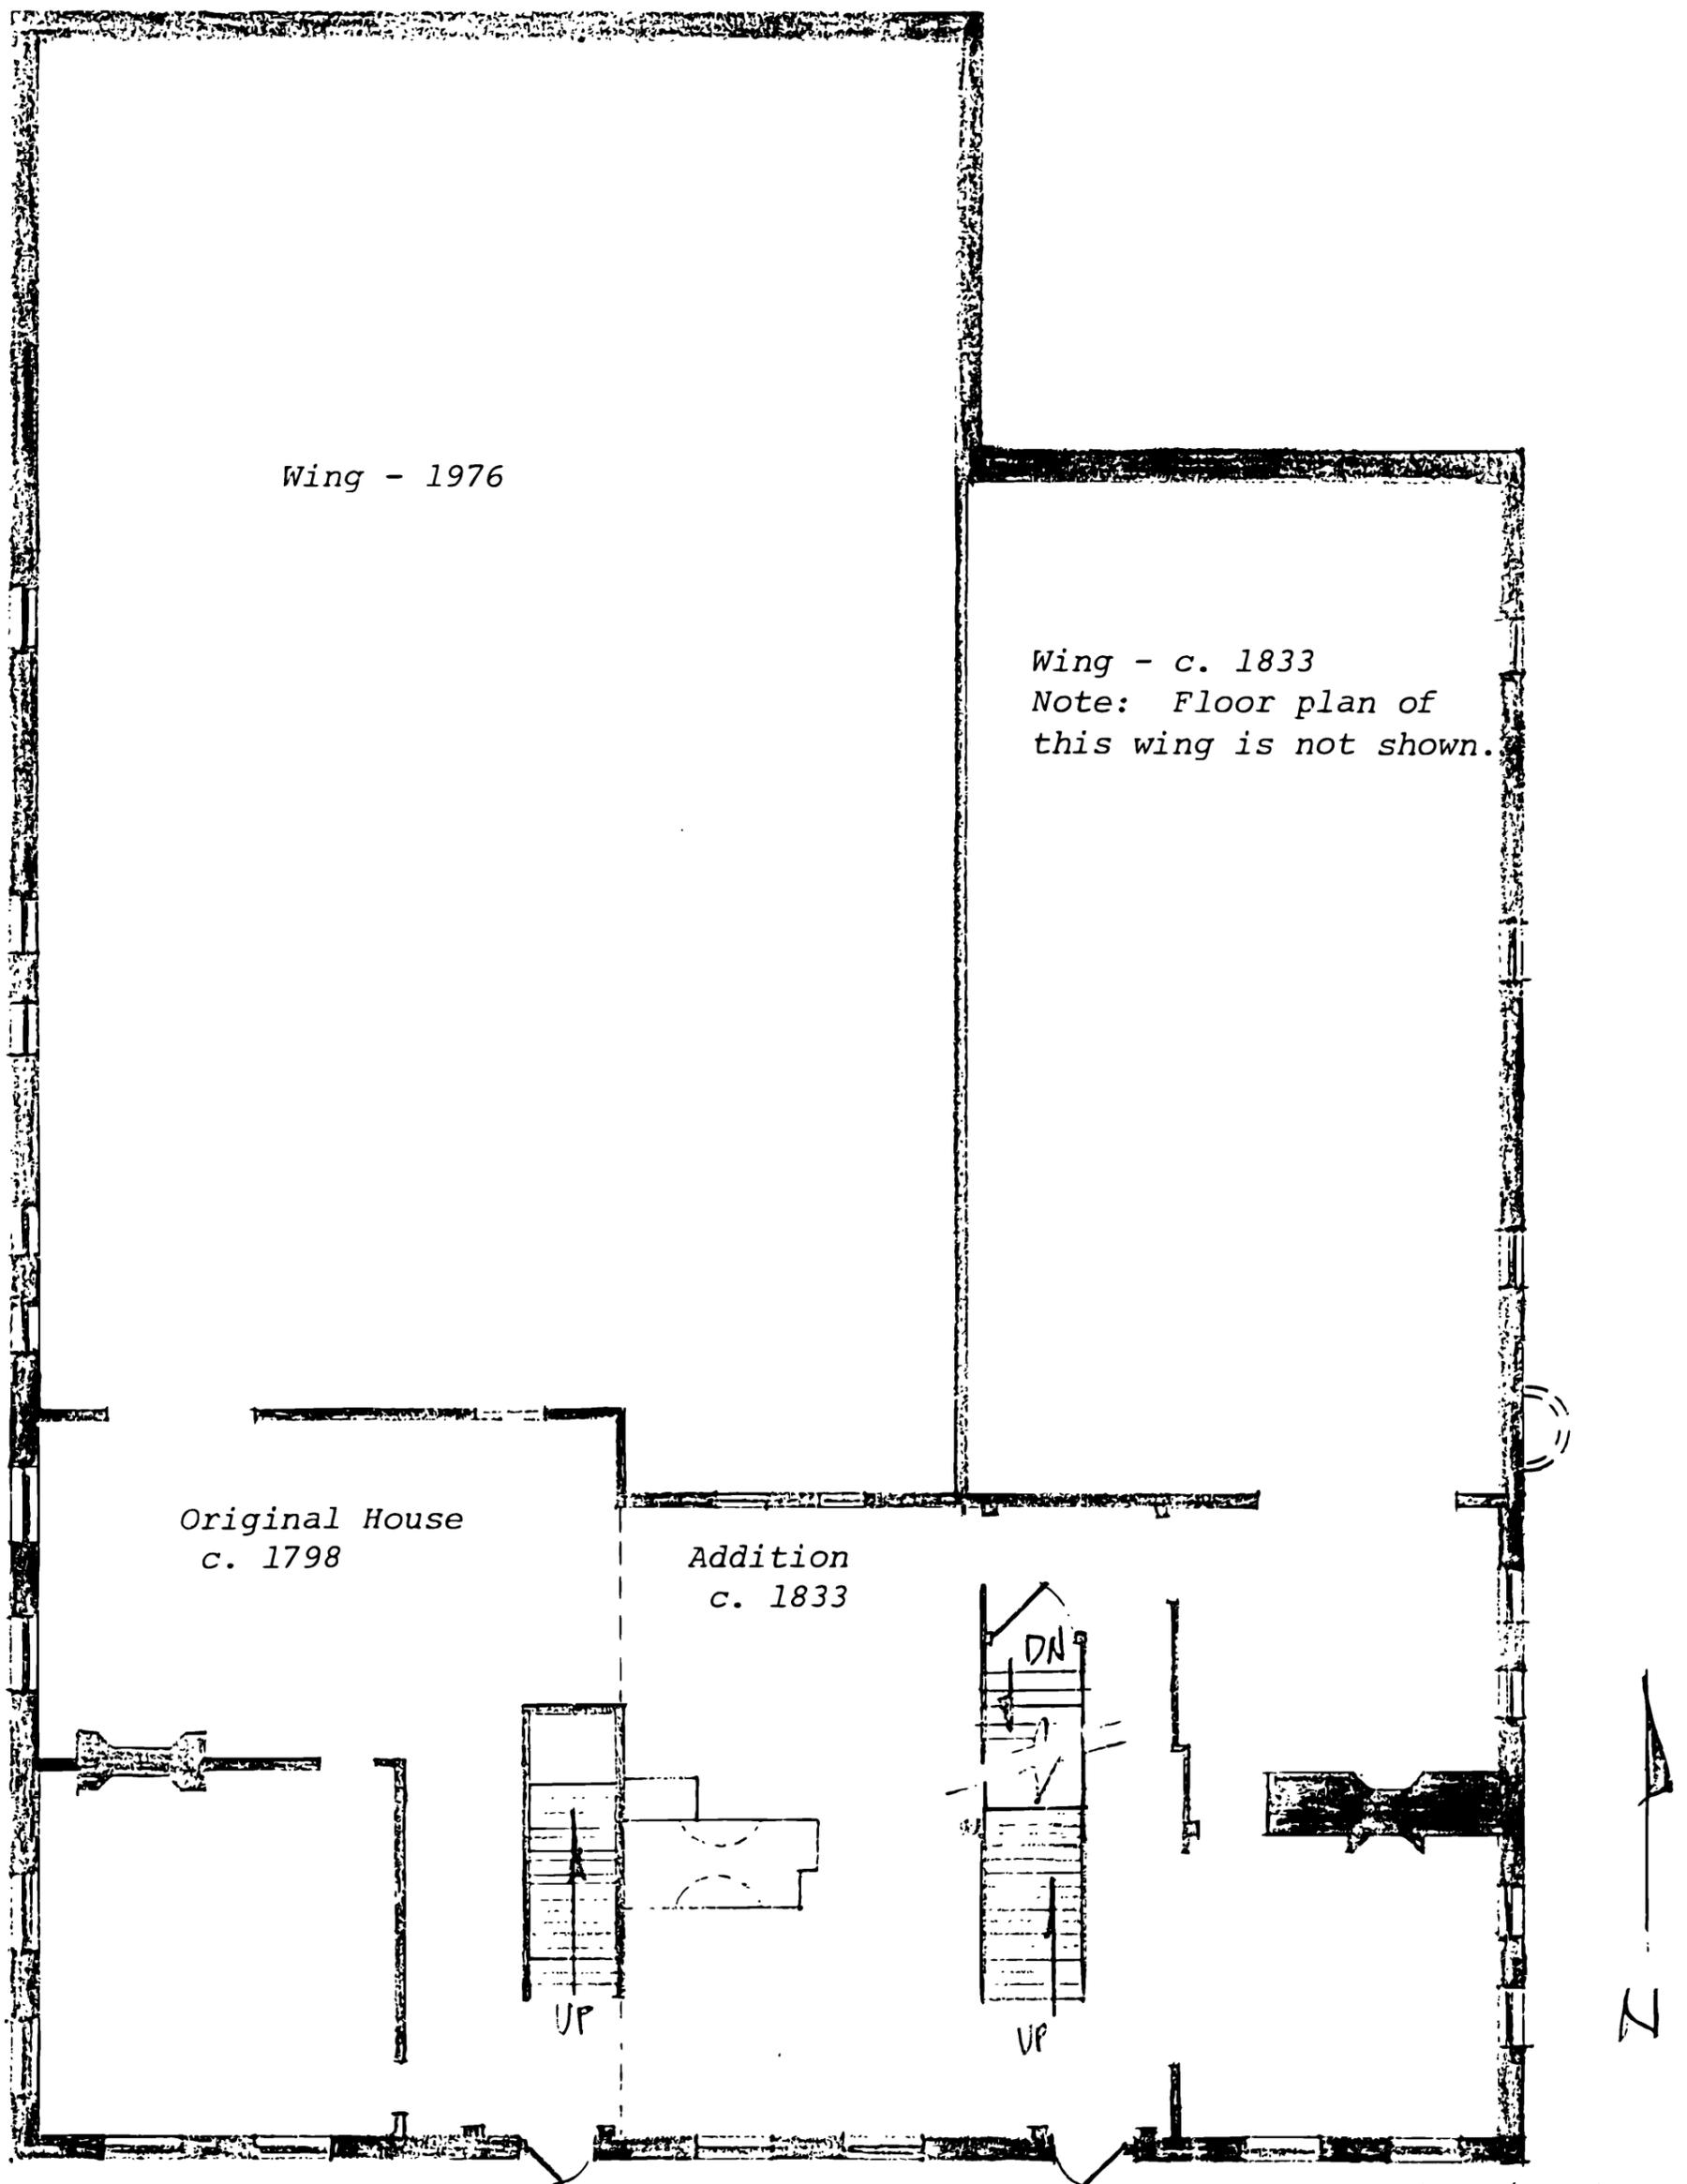 Wing - 1976
Wing - c. 1833
Note: Floor plan of
this wing is not shown.
Original House
c. 1798
Addition
c. 1833
DN
UP
UP
N